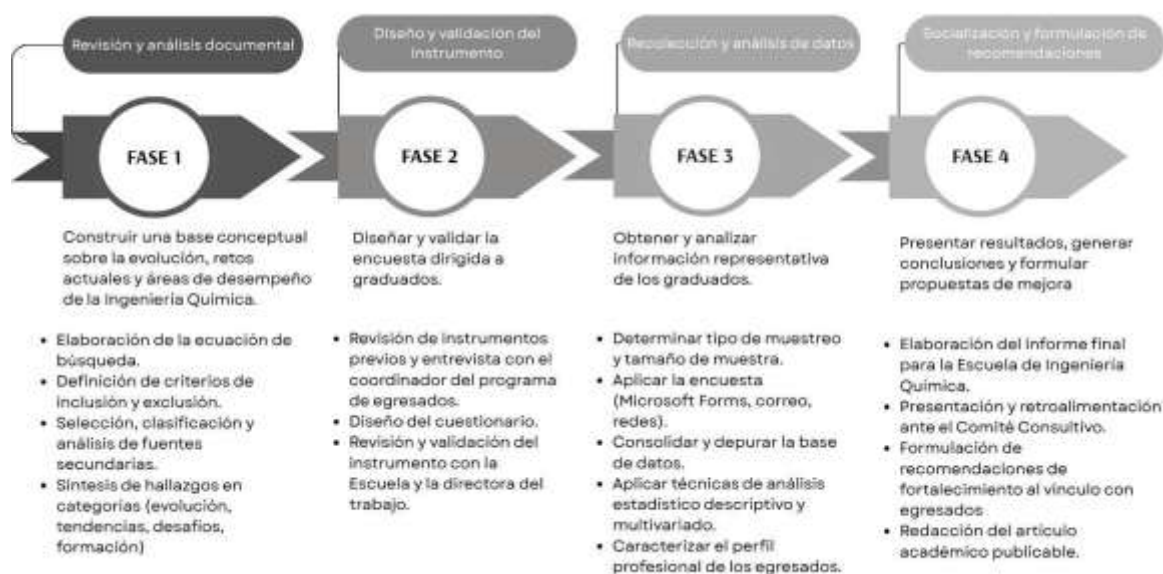 Revisión y análisis documental
Diseño y validación del
instrumento
Recolección y análisis de datos
Socialización y formulación de
recomendaciones
FASE 1
FASE 2
FASE 3
FASE 4
Construir una base conceptual
sobre la evolución, retos
actuales y áreas de desempeño
de la Ingeniería Química.
Diseñar y validar la
encuesta dirigida a
graduados.
Obtener y analizar
información representativa
de los graduados.
Presentar resultados, generar
conclusiones y formular
propuestas de mejora
• Elaboración de la ecuación de
búsqueda.
• Definición de criterios de
inclusión y exclusión.
• Selección, clasificación y
análisis de fuentes
secundarias.
• Síntesis de hallazgos en
categorías (evolución,
tendencias, desafíos,
formación)
• Revisión de instrumentos
previos y entrevista con el
coordinador del programa
de egresados.
• Diseño del cuestionario.
• Revisión y validación del
instrumento con la
Escuela y la directora del
trabajo.
• Determinar tipo de muestreo
y tamaño de muestra.
• Aplicar la encuesta
(Microsoft Forms, correo,
redes).
• Consolidar y depurar la base
de datos.
• Aplicar técnicas de análisis
estadístico descriptivo y
multivariado.
• Caracterizar el perfil
profesional de los egresados.
• Elaboración del informe final
para la Escuela de Ingeniería
Química.
• Presentación y retroalimentación
ante el Comité Consultivo.
• Formulación de
recomendaciones de
fortalecimiento al vínculo con
egresados
• Redacción del artículo
académico publicable.